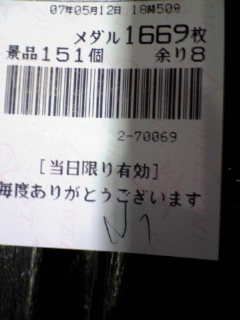 07年05月12日 18時50分
メダル1669枚
景品151個 余り8
2-70069
[当日限り有効]
毎度ありがとうございます